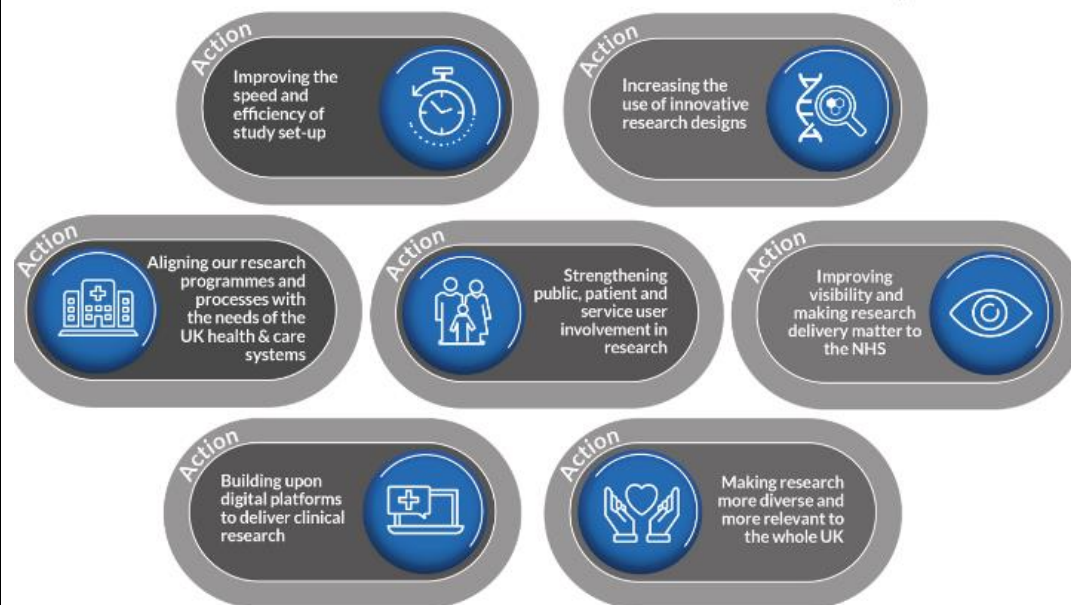 Action
Improving the
speed and
efficiency of
study set-up
Action
Increasing the
use of innovative
research designs
Action
Aligning our research
programmes and
processes with
the needs of the
UK health & care
systems
Action
Strengthening
public, patient and
service user
involvement in
research
Action
Improving
visibility and
making research
delivery matter to
the NHS
Action
Building upon
digital platforms
to deliver clinical
research
Action
Making research
more diverse and
more relevant to
the whole UK